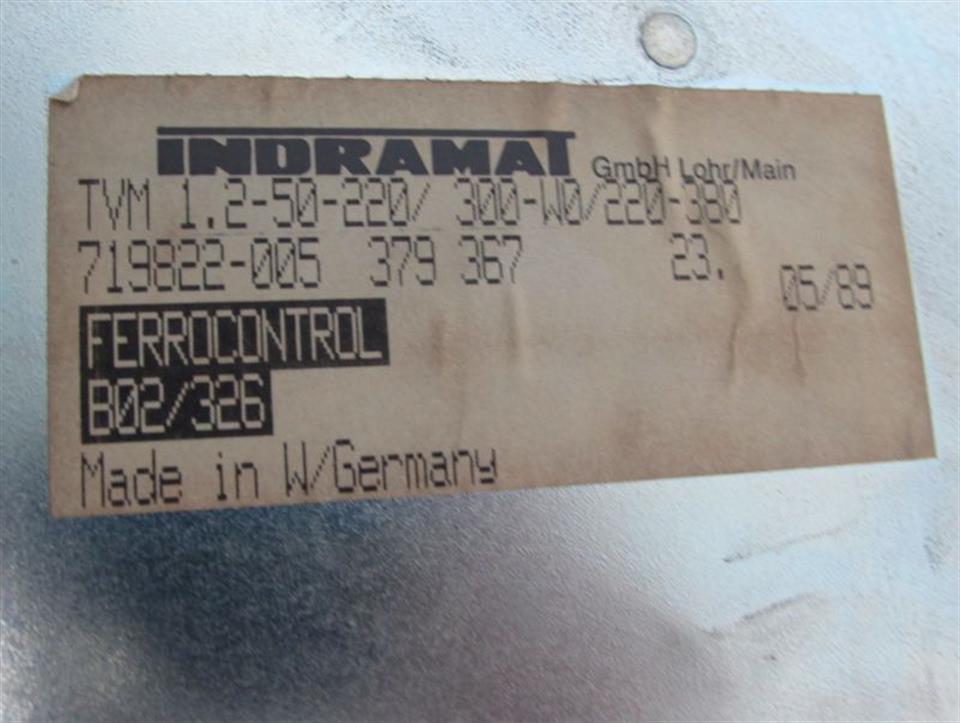 INDRAMAT GmbH Lohr/Main
TVM 1.2-50-220/ 300-W0/220-380
719822-005 379 367 23. 05/89
FERROCONTROL
B02/326
Made in W/Germany